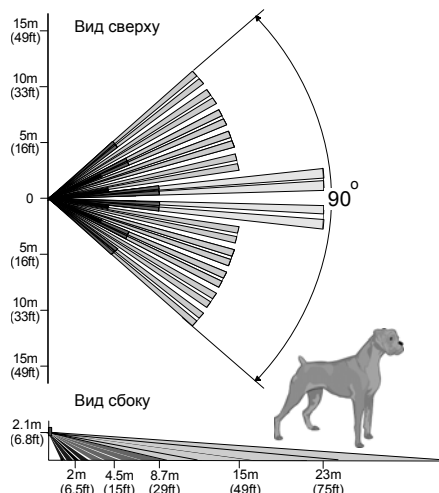 15m
(49ft)
Вид сверху
10m
(33ft)
5m
(16ft)
0
90°
5m
(16ft)
10m
(33ft)
15m
(49ft)
Вид сбоку
2.1m
(6.8ft)
2m
(6.5ft)
4.5m
(15ft)
8.7m
(29ft)
15m
(49ft)
23m
(75ft)